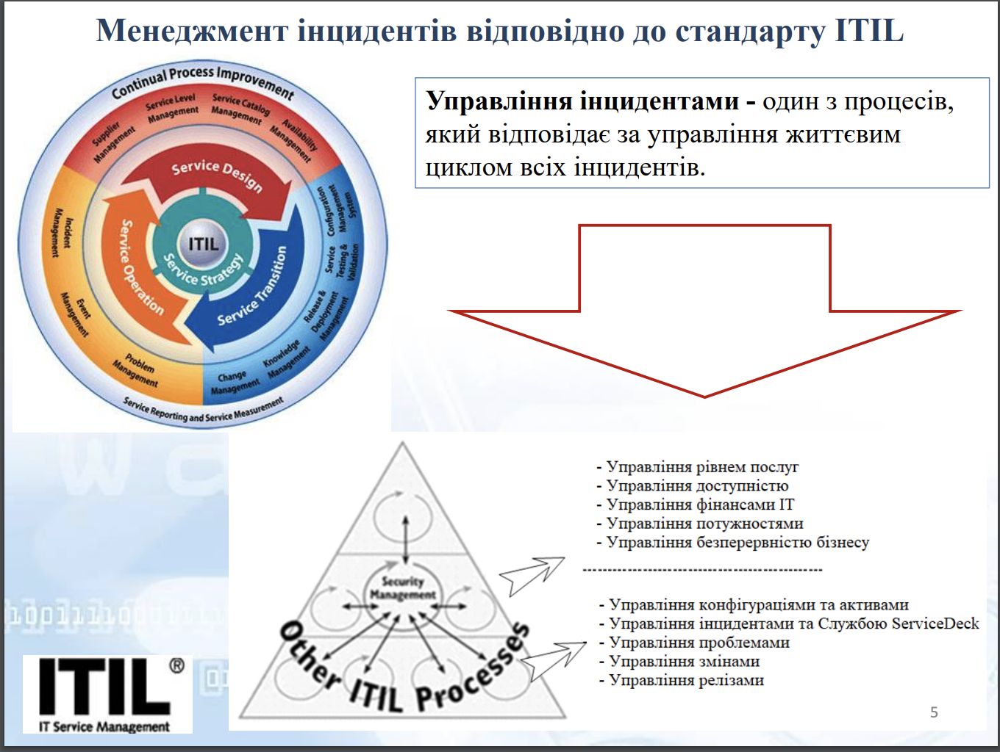 Менеджмент інцидентів відповідно до стандарту ITIL
Continual Process Improvement
Supplier
Management
Service Level
Management
Service Catalog
Management
Availability
Management
Configuration
Management
System
Service
Testing &
Validation
Release &
Deployment
Management
Knowledge
Management
Change
Management
Problem
Management
Event
Management
Incident
Management
Service Design
Service Transition
Service Operation
Service Strategy
ITIL
Service Reporting and Service Measurement
Управління інцидентами - один з процесів,
який відповідає за управління життєвим
циклом всіх інцидентів.
Security
Management
Other ITIL Processes
- Управління рівнем послуг
- Управління доступністю
- Управління фінансами ІТ
- Управління потужностями
- Управління безперервністю бізнесу
------------------------------------------------
- Управління конфігураціями та активами
- Управління інцидентами та Службою ServiceDeck
- Управління проблемами
- Управління змінами
- Управління релізами
ITIL ®
IT Service Management
5